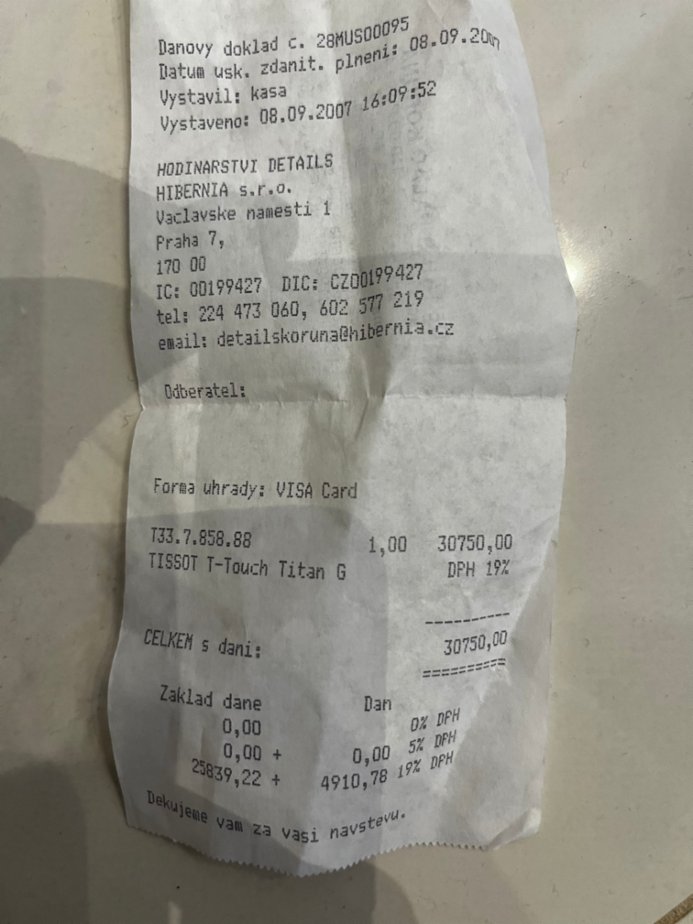 Danovy doklad c. 28MUS00095
Datum usk. zdanit. plneni: 08.09.2007
Vystavil: kasa
Vystaveno: 08.09.2007 16:09:52
HODINARSTVI DETAILS
HIBERNIA s.r.o.
Vaclavske namesti 1
Praha 7,
170 00
IC: 00199427 DIC: CZ00199427
tel: 224 473 060, 602 577 219
email: detailskoruna@hibernia.cz
Odberatel:
Forma uhrady: VISA Card
T33.7.858.88 1,00 30750,00
TISSOT T-Touch Titan G DPH 19%
----------
CELKEM s dani: 30750,00
==========
Zaklad dane Dan
0,00 0% DPH
0,00 + 0,00 5% DPH
25839,22 + 4910,78 19% DPH
Dekujeme vam za vasi navstevu.